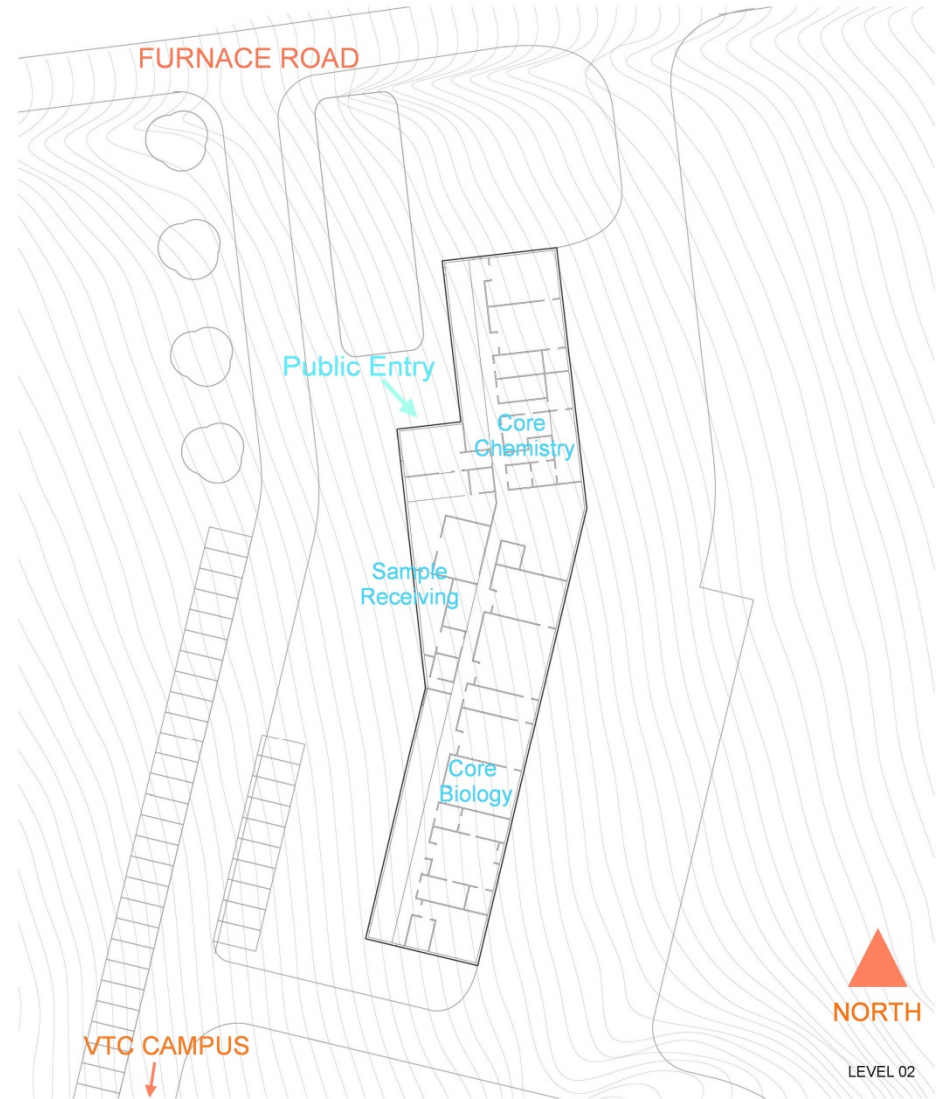 FURNACE ROAD
Public Entry
Core
Chemistry
Sample
Receiving
Core
Biology
NORTH
VTC CAMPUS
LEVEL 02